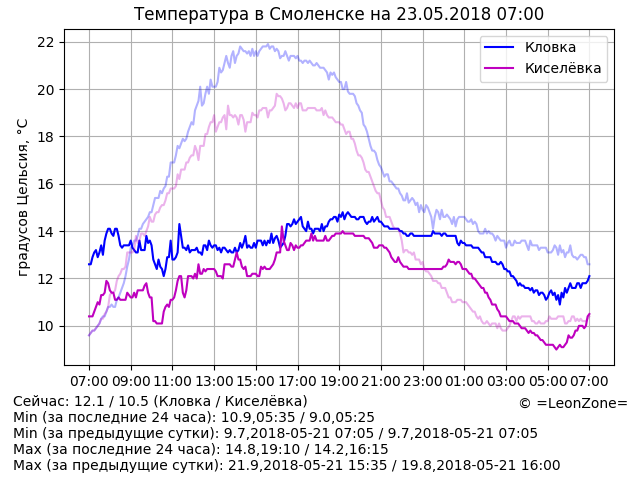 Температура в Смоленске на 23.05.2018 07:00
градусов Цельсия, °C
22
20
18
16
14
12
10
Кловка
Киселёвка
07:00 09:00 11:00 13:00 15:00 17:00 19:00 21:00 23:00 01:00 03:00 05:00 07:00
Сейчас: 12.1 / 10.5 (Кловка / Киселёвка)
© =LeonZone=
Min (за последние 24 часа): 10.9,05:35 / 9.0,05:25
Min (за предыдущие сутки): 9.7,2018-05-21 07:05 / 9.7,2018-05-21 07:05
Max (за последние 24 часа): 14.8,19:10 / 14.2,16:15
Max (за предыдущие сутки): 21.9,2018-05-21 15:35 / 19.8,2018-05-21 16:00